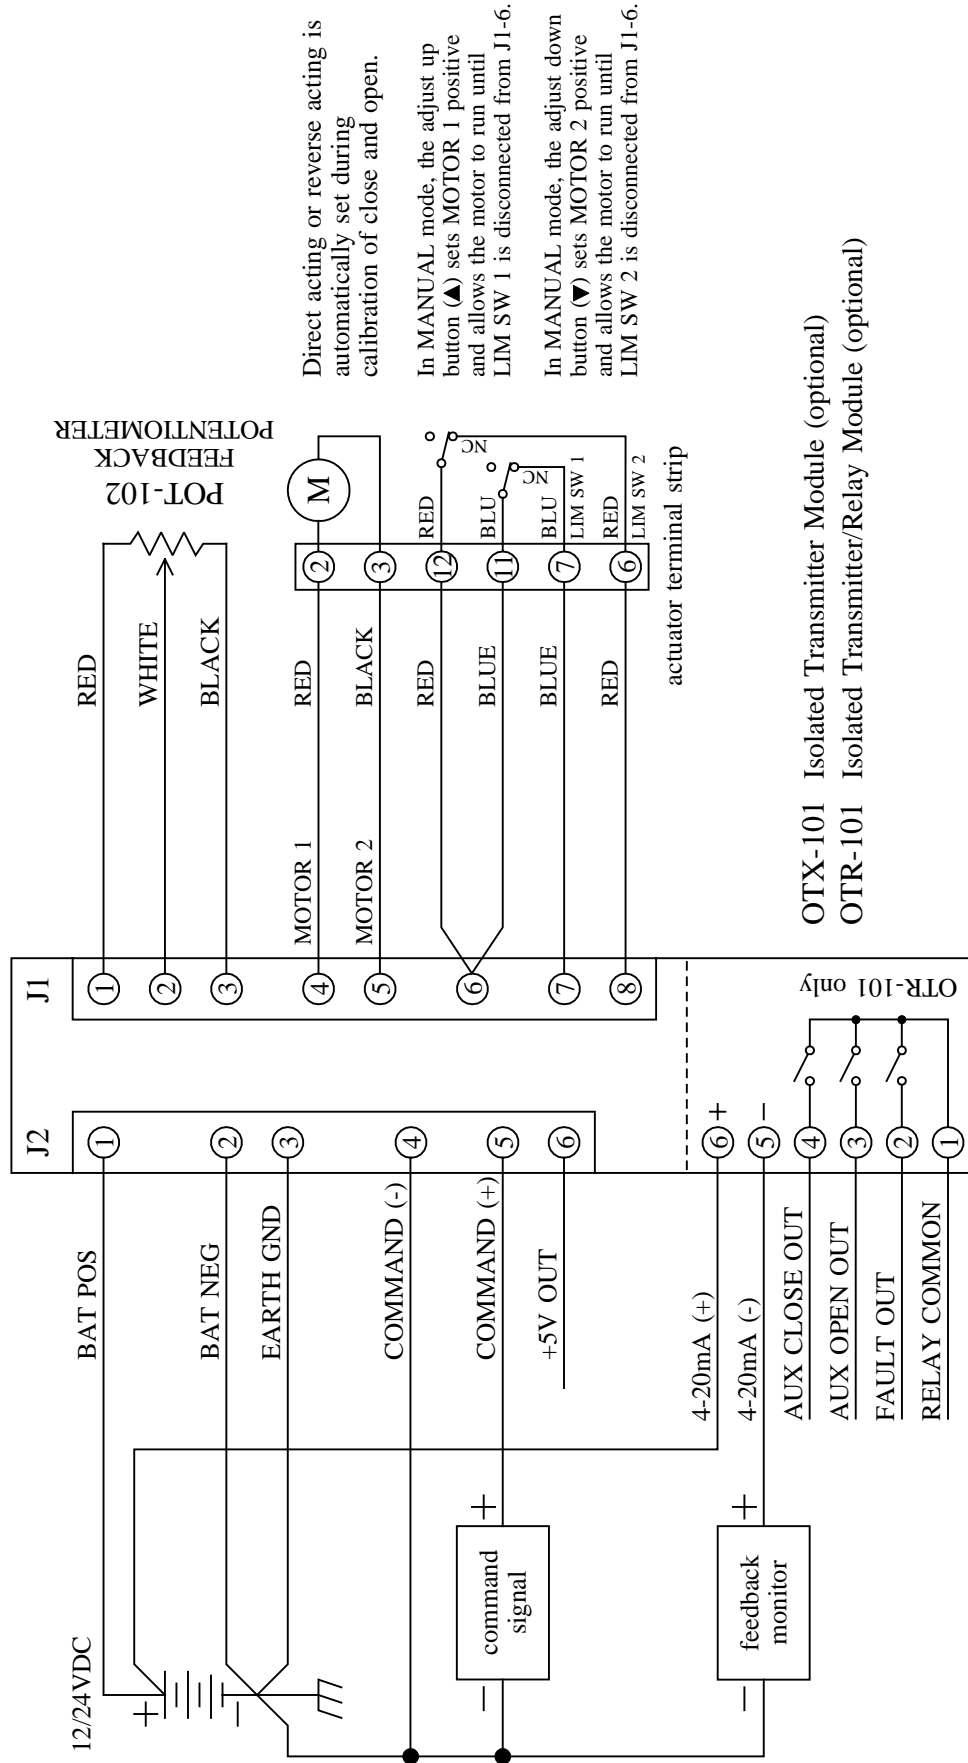 12/24VDC
+
−
BAT POS
BAT NEG
EARTH GND
COMMAND (-)
COMMAND (+)
+5V OUT
command
signal
+
−
4-20mA (+)
4-20mA (-)
AUX CLOSE OUT
AUX OPEN OUT
FAULT OUT
RELAY COMMON
feedback
monitor
+
−
J2
1
2
3
4
5
6
6 +
5 −
4
3
2
1
OTR-101 only
J1
1
2
3
4
5
6
7
8
RED
WHITE
BLACK
POT-102
FEEDBACK
POTENTIOMETER
MOTOR 1
MOTOR 2
RED
BLACK
RED
BLUE
BLUE
RED
2
3
12
11
7
6
M
RED
BLU
BLU
LIM SW 1
RED
LIM SW 2
NC
NC
actuator terminal strip
Direct acting or reverse acting is
automatically set during
calibration of close and open.
In MANUAL mode, the adjust up
button (▲) sets MOTOR 1 positive
and allows the motor to run until
LIM SW 1 is disconnected from J1-6.
In MANUAL mode, the adjust down
button (▼) sets MOTOR 2 positive
and allows the motor to run until
LIM SW 2 is disconnected from J1-6.
OTX-101 Isolated Transmitter Module (optional)
OTR-101 Isolated Transmitter/Relay Module (optional)